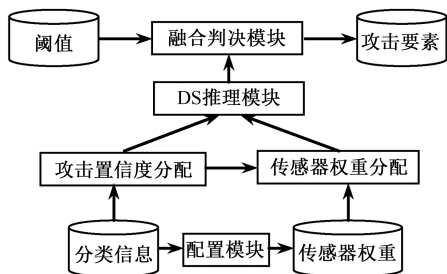 阈值
融合判决模块
攻击要素
DS推理模块
攻击置信度分配
传感器权重分配
分类信息
配置模块
传感器权重